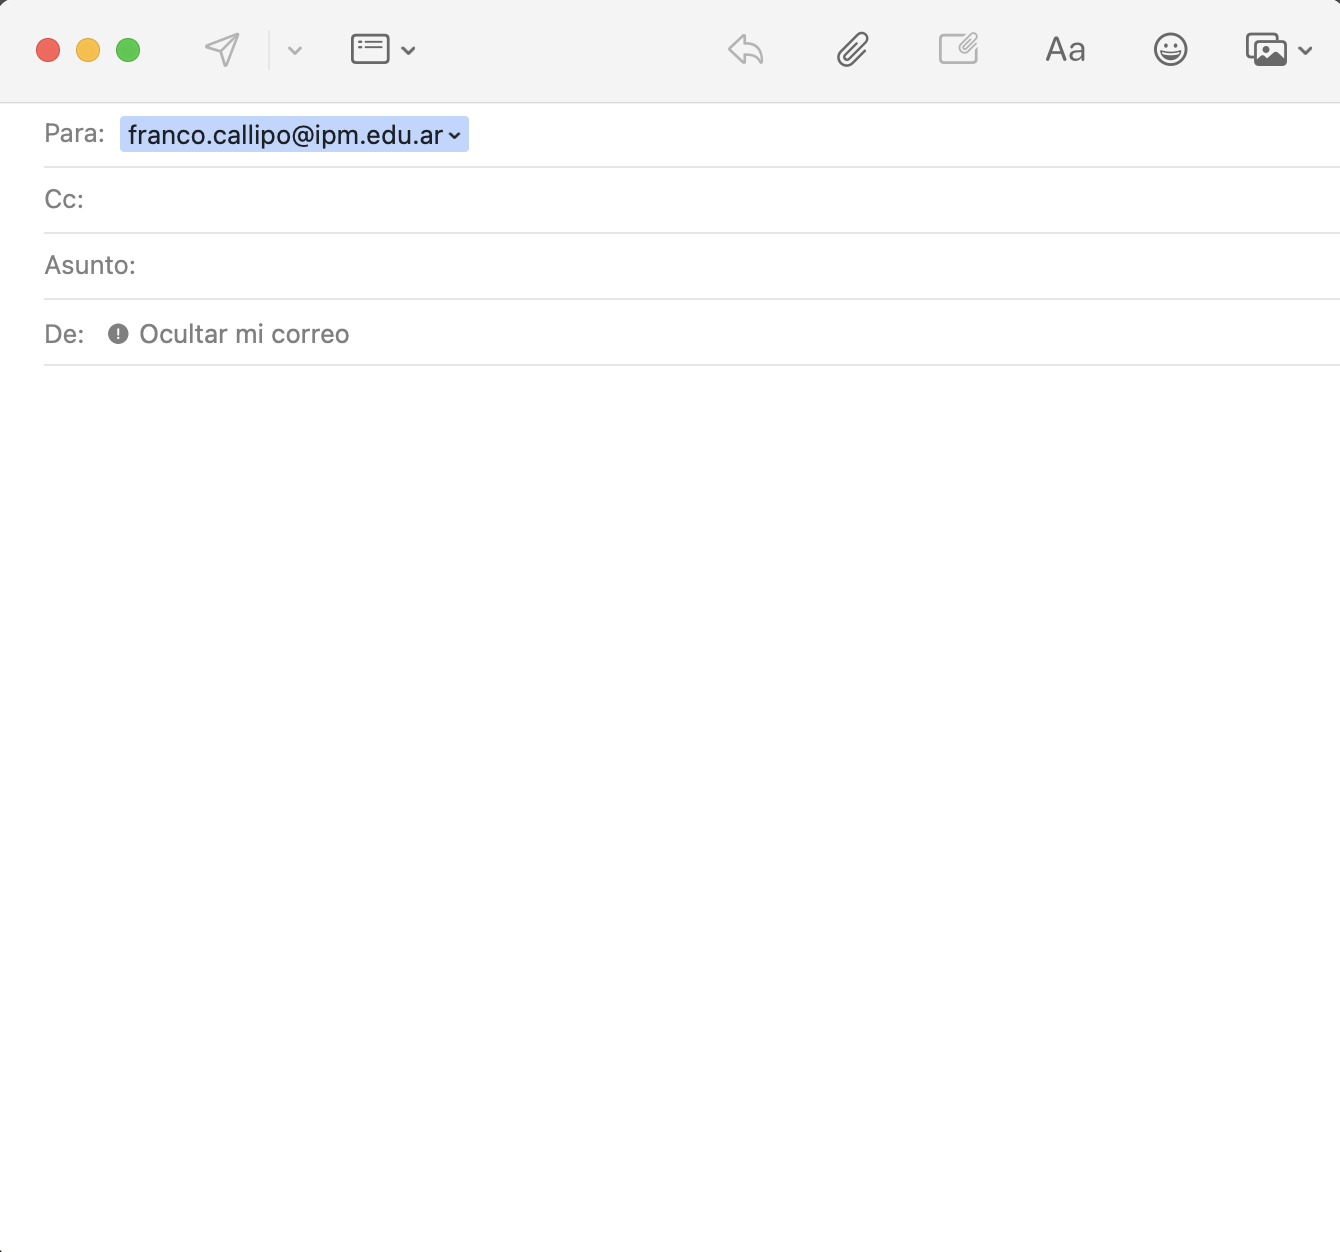 Aa
Para: franco.callipo@ipm.edu.ar
Cc:
Asunto:
De: Ocultar mi correo